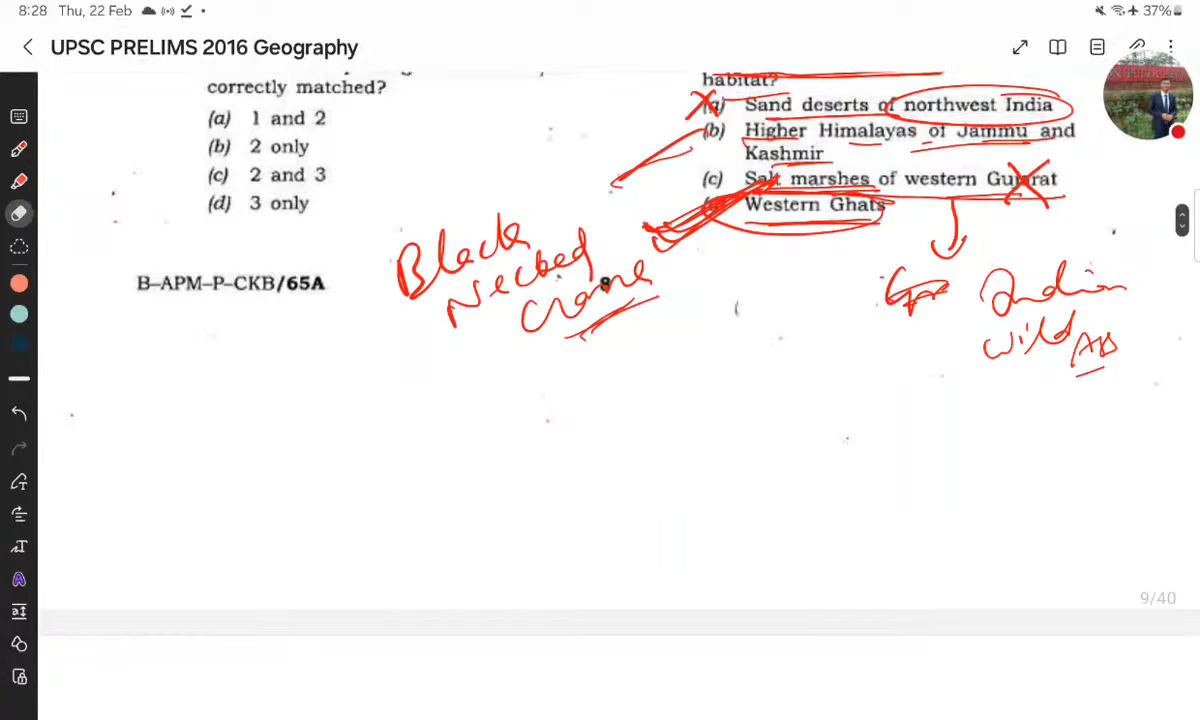 8:28 Thu, 22 Feb
37%
UPSC PRELIMS 2016 Geography
correctly matched?
(a) 1 and 2
(b) 2 only
(c) 2 and 3
(d) 3 only
B–APM–P–CKB/65A
8
habitat?
(a) Sand deserts of northwest India
(b) Higher Himalayas of Jammu and
Kashmir
(c) Salt marshes of western Gujarat
Western Ghats
Black
Necked
Crane
Indian
Wild
9/40